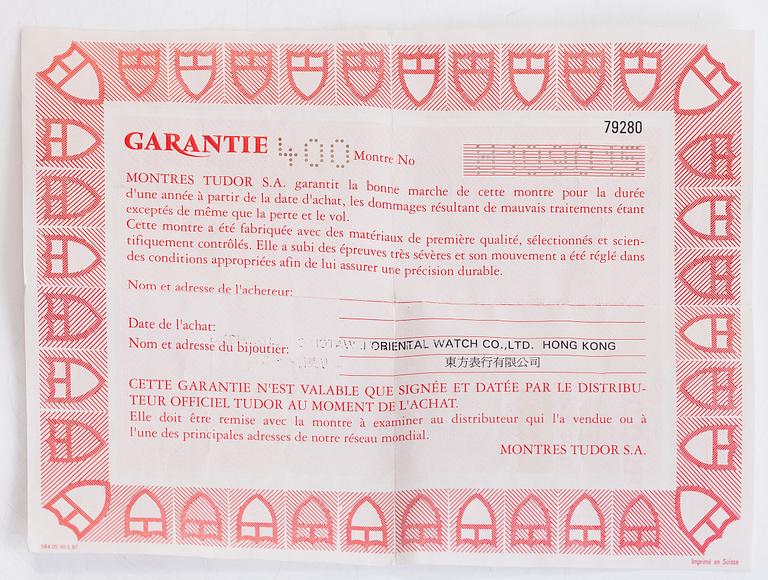 79280
GARANTIE 400 Montre No
MONTRES TUDOR S.A. garantit la bonne marche de cette montre pour la durée
d'une année à partir de la date d'achat, les dommages résultant de mauvais traitements étant
exceptés de même que la perte et le vol.
Cette montre a été fabriquée avec des matériaux de première qualité, sélectionnés et scien-
tifiquement contrôlés. Elle a subi des épreuves très sévères et son mouvement a été réglé dans
des conditions appropriées afin de lui assurer une précision durable.
Nom et adresse de l'acheteur:
Date de l'achat:
Nom et adresse du bijoutier: ORIENTAL WATCH CO.,LTD. HONG KONG
東方表行有限公司
CETTE GARANTIE N'EST VALABLE QUE SIGNÉE ET DATÉE PAR LE DISTRIBU-
TEUR OFFICIEL TUDOR AU MOMENT DE L'ACHAT.
Elle doit être remise avec la montre à examiner au distributeur qui l'a vendue ou à
l'une des principales adresses de notre réseau mondial.
MONTRES TUDOR S.A.
Imprimé en Suisse